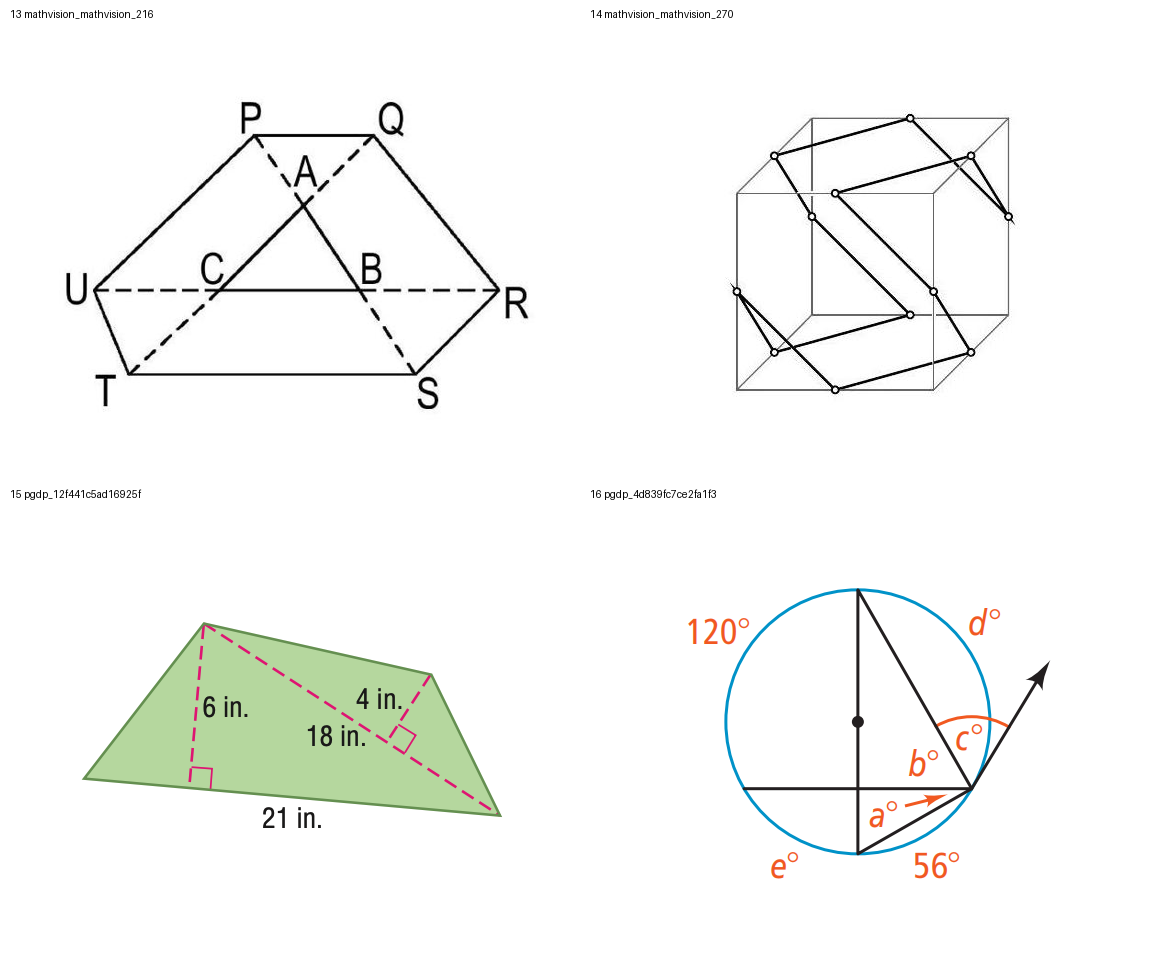 13 mathvision_mathvision_216
14 mathvision_mathvision_270
P
Q
A
U
C
B
R
T
S
15 pgdp_12f441c5ad16925f
16 pgdp_4d839fc7ce2fa1f3
6 in.
4 in.
18 in.
21 in.
120°
d°
c°
b°
a°
e°
56°